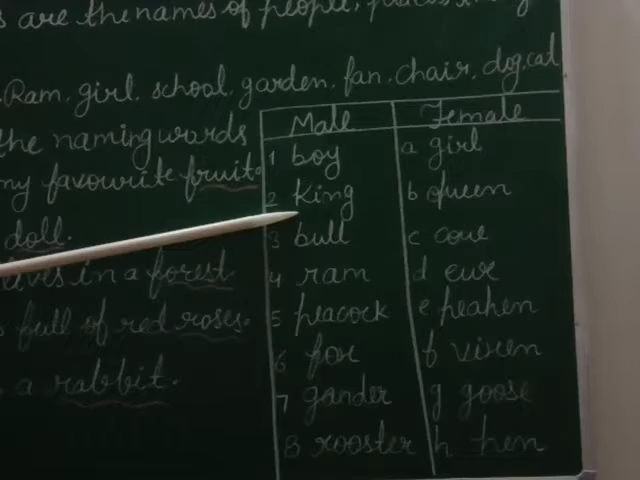 s are the names of people, places,
Ram. girl. school. garden. fan. chair. dog. cat
the naming words
my favourite fruit.
doll.
lives in a forest.
s full of red roses.
a rabbit.
Male Female
1 boy a girl
2 king b queen
3 bull c cow
4 ram d ewe
5 peacock e peahen
6 fox f vixen
7 gander g goose
8 rooster h hen